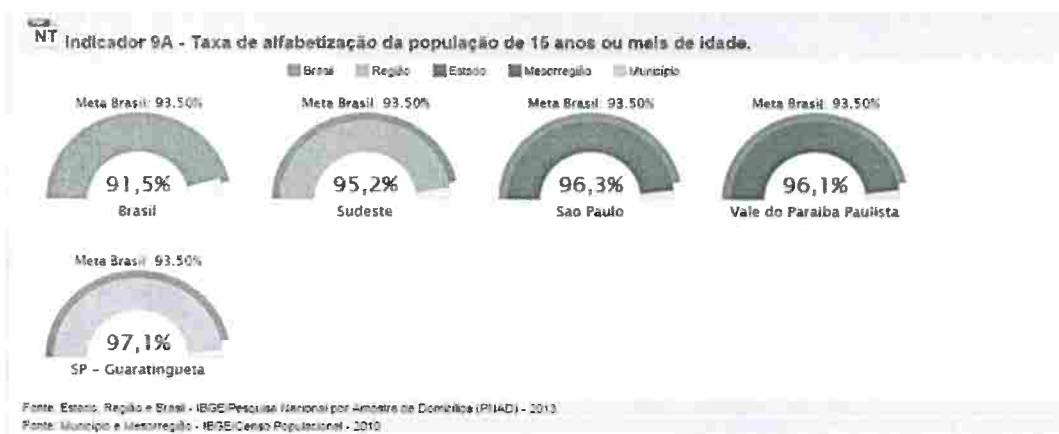 NT Indicador 9A - Taxa de alfabetização da população de 15 anos ou mais de idade.
Brasil Região Estado Mesorregião Município
Meta Brasil: 93.50% Meta Brasil: 93.50% Meta Brasil: 93.50% Meta Brasil: 93.50%
91,5% 95,2% 96,3% 96,1%
Brasil Sudeste Sao Paulo Vale do Paraiba Paulista
Meta Brasil: 93.50%
97,1%
SP - Guaratingueta
Fonte: Estado, Região e Brasil - IBGE/Pesquisa Nacional por Amostra de Domicílios (PNAD) - 2013
Fonte: Município e Mesorregião - IBGE/Censo Populacional - 2010